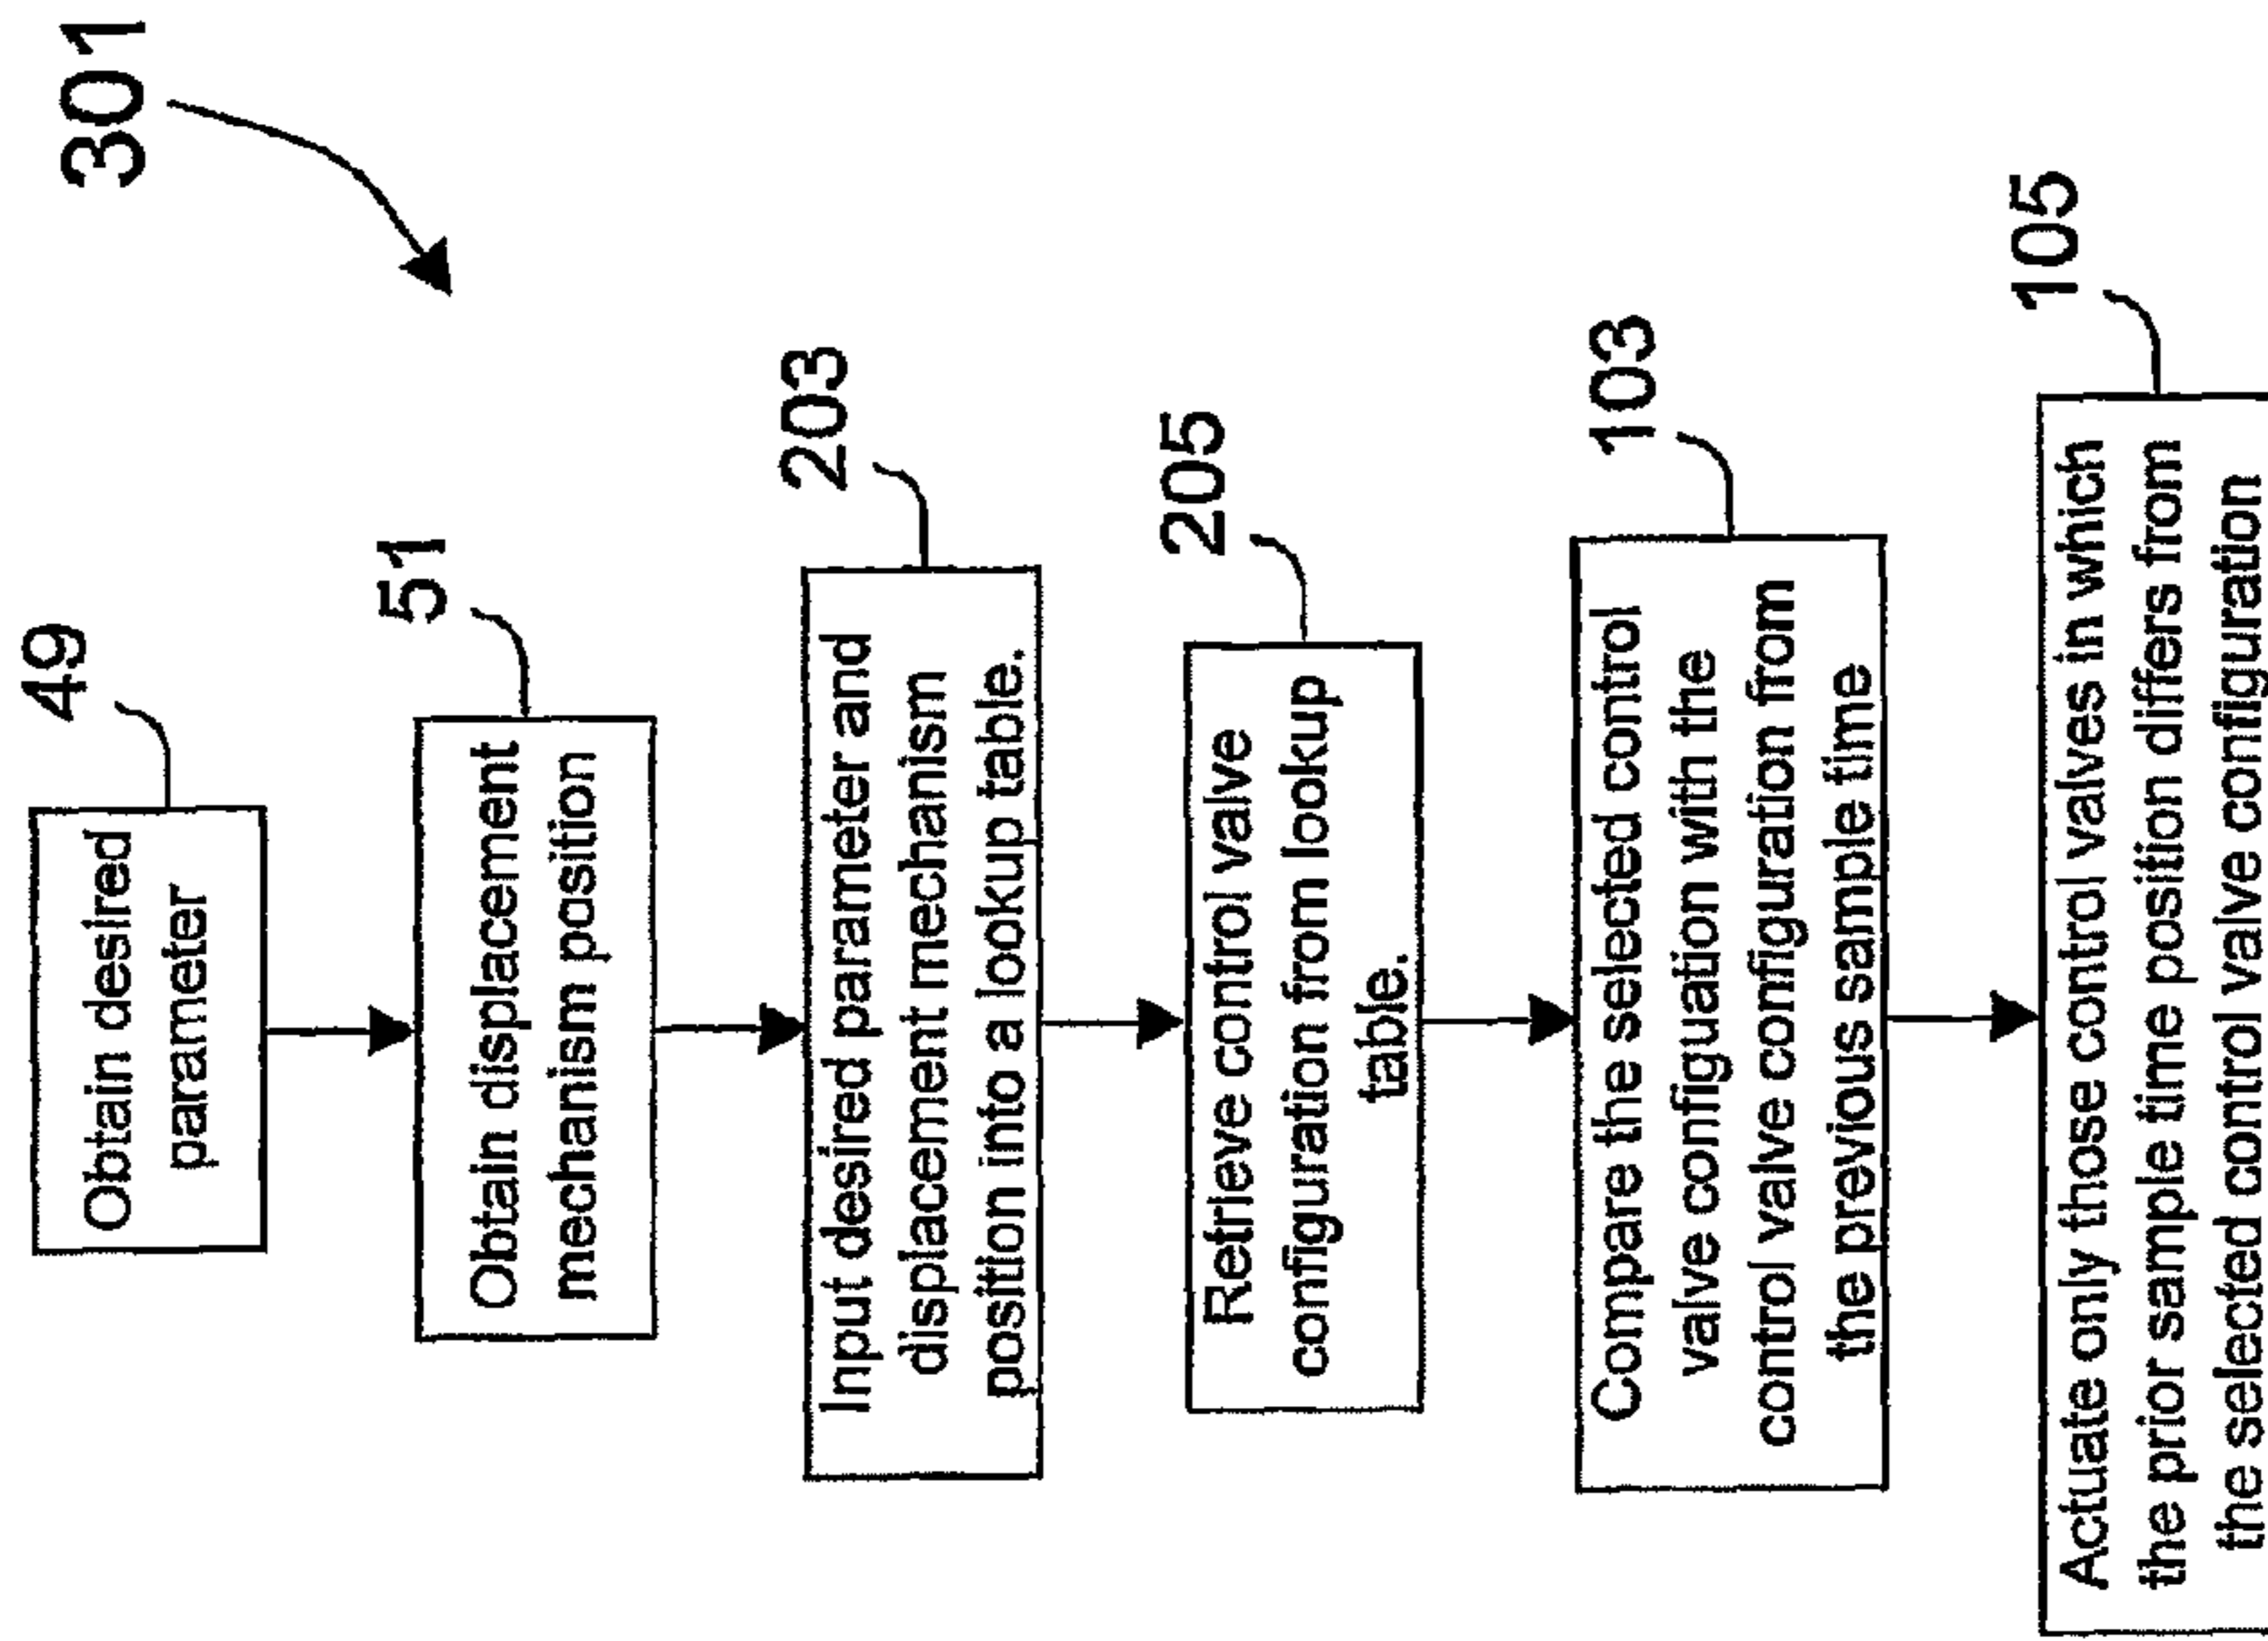 301
49
Obtain desired
parameter
51
Obtain displacement
mechanism position
203
Input desired parameter and
displacement mechanism
position into a lookup table.
205
Retrieve control valve
configuration from lookup
table.
103
Compare the selected control
valve configuation with the
control valve configuration from
the previous sample time
105
Actuate only those control valves in which
the prior sample time position differs from
the selected control valve configuration